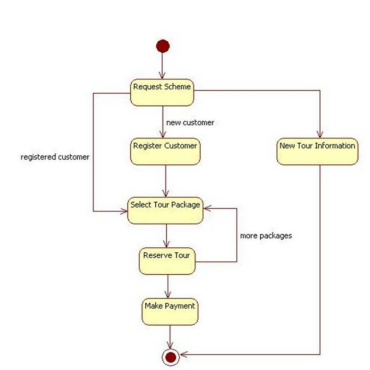 Request Scheme
new customer
Register Customer
New Tour Information
registered customer
Select Tour Package
more packages
Reserve Tour
Make Payment